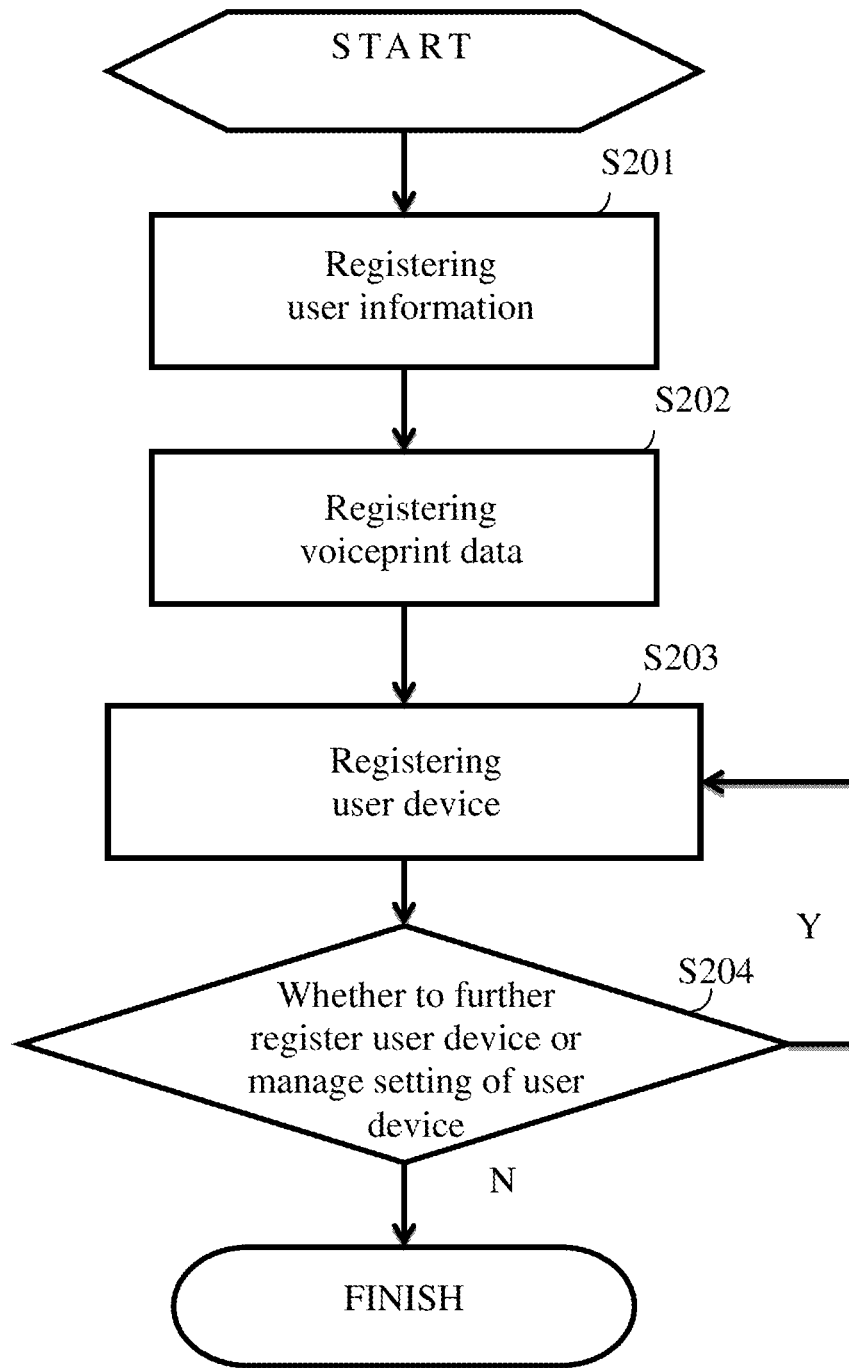 START
S201
Registering
user information
S202
Registering
voiceprint data
S203
Registering
user device
Y
S204
Whether to further
register user device or
manage setting of user
device
N
FINISH